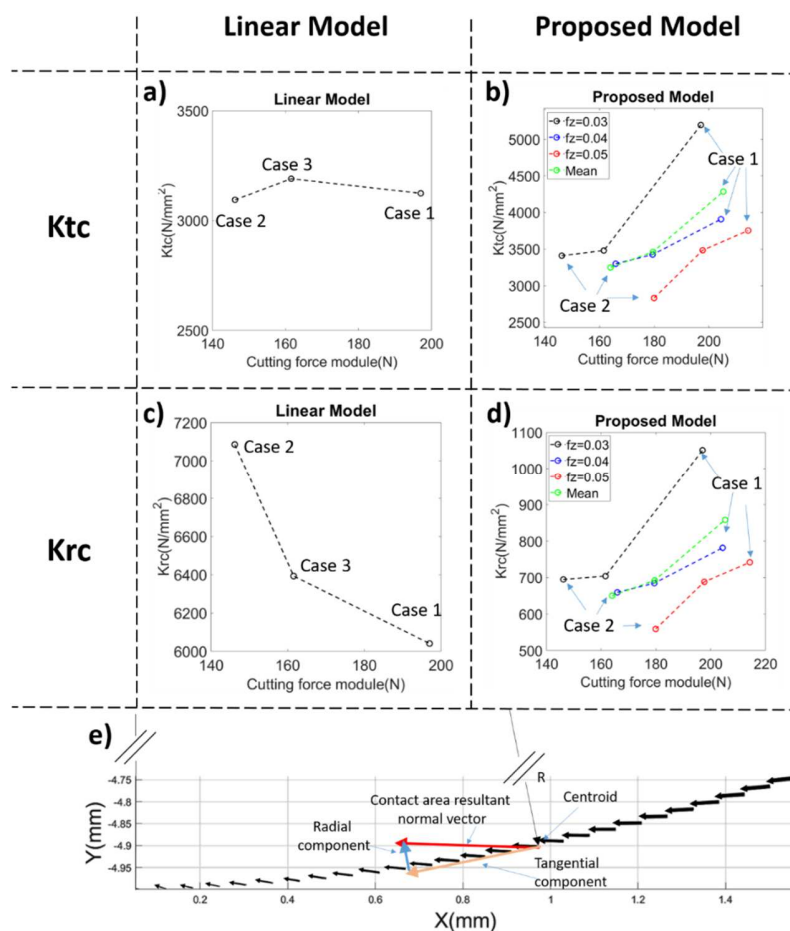 Linear Model
Proposed Model
Ktc
a)
Linear Model
3500
3000
2500
Ktc(N/mm²)
Case 3
Case 2
Case 1
140
160
180
200
Cutting force module(N)
b)
Proposed Model
fz=0.03
fz=0.04
fz=0.05
Mean
5000
4500
4000
3500
3000
2500
Ktc(N/mm²)
Case 1
Case 2
140
160
180
200
Cutting force module(N)
Krc
c)
Linear Model
7200
7000
6800
6600
6400
6200
6000
Krc(N/mm²)
Case 2
Case 3
Case 1
140
160
180
200
Cutting force module(N)
d)
Proposed Model
fz=0.03
fz=0.04
fz=0.05
Mean
1100
1000
900
800
700
600
500
Krc(N/mm²)
Case 1
Case 2
140
160
180
200
220
Cutting force module(N)
e)
-4.75
-4.8
-4.85
-4.9
-4.95
Y(mm)
R
Contact area resultant
normal vector
Centroid
Radial
component
Tangential
component
0.2
0.4
0.6
0.8
1
1.2
1.4
X(mm)